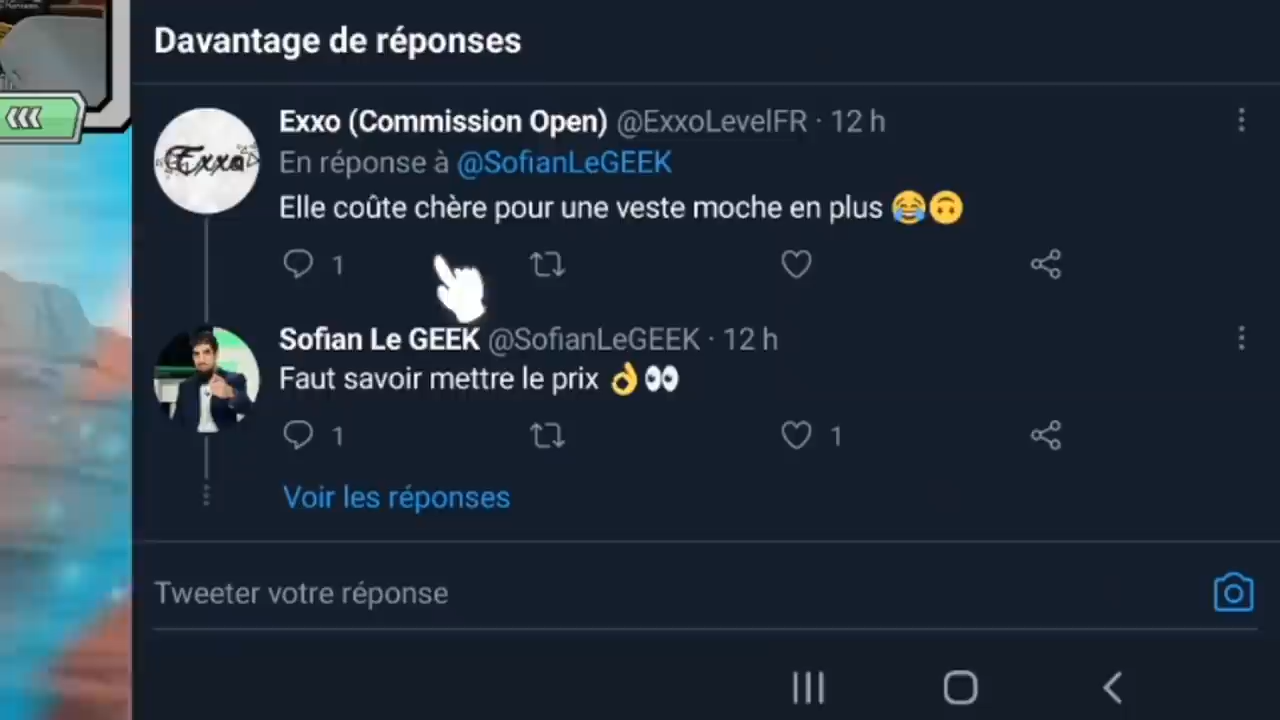 Davantage de réponses
Exxo (Commission Open) @ExxoLevelFR · 12 h
En réponse à @SofianLeGEEK
Elle coûte chère pour une veste moche en plus 😂🙃
1
Exxo
Sofian Le GEEK @SofianLeGEEK · 12 h
Faut savoir mettre le prix 👌👀
1 1
Voir les réponses
Tweeter votre réponse